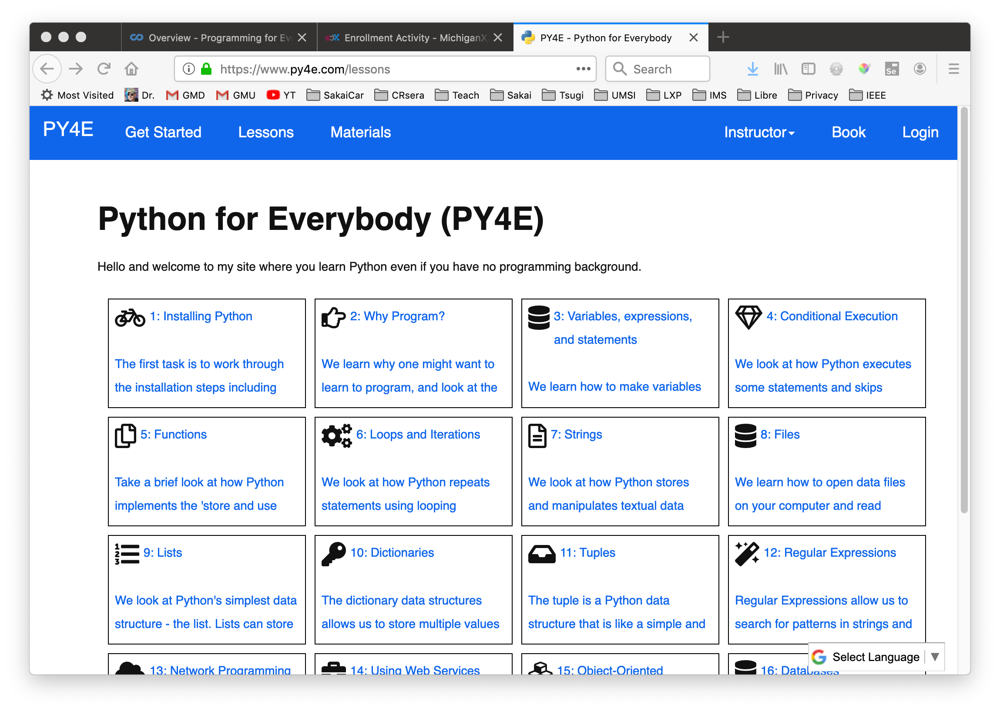 Overview - Programming for Ev
edX Enrollment Activity - MichiganX
PY4E - Python for Everybody
https://www.py4e.com/lessons
Search
Se
Most Visited Dr. GMD GMU YT SakaiCar CRsera Teach Sakai Tsugi UMSI LXP IMS Libre Privacy IEEE
PY4E Get Started Lessons Materials Instructor Book Login
Python for Everybody (PY4E)
Hello and welcome to my site where you learn Python even if you have no programming background.
1: Installing Python
The first task is to work through
the installation steps including
2: Why Program?
We learn why one might want to
learn to program, and look at the
3: Variables, expressions,
and statements
We learn how to make variables
4: Conditional Execution
We look at how Python executes
some statements and skips
5: Functions
Take a brief look at how Python
implements the 'store and use
6: Loops and Iterations
We look at how Python repeats
statements using looping
7: Strings
We look at how Python stores
and manipulates textual data
8: Files
We learn how to open data files
on your computer and read
1
2
3
9: Lists
We look at Python's simplest data
structure - the list. Lists can store
10: Dictionaries
The dictionary data structures
allows us to store multiple values
11: Tuples
The tuple is a Python data
structure that is like a simple and
12: Regular Expressions
Regular Expressions allow us to
search for patterns in strings and
13: Network Programming
14: Using Web Services
15: Object-Oriented
16: Databases
G Select Language ▼